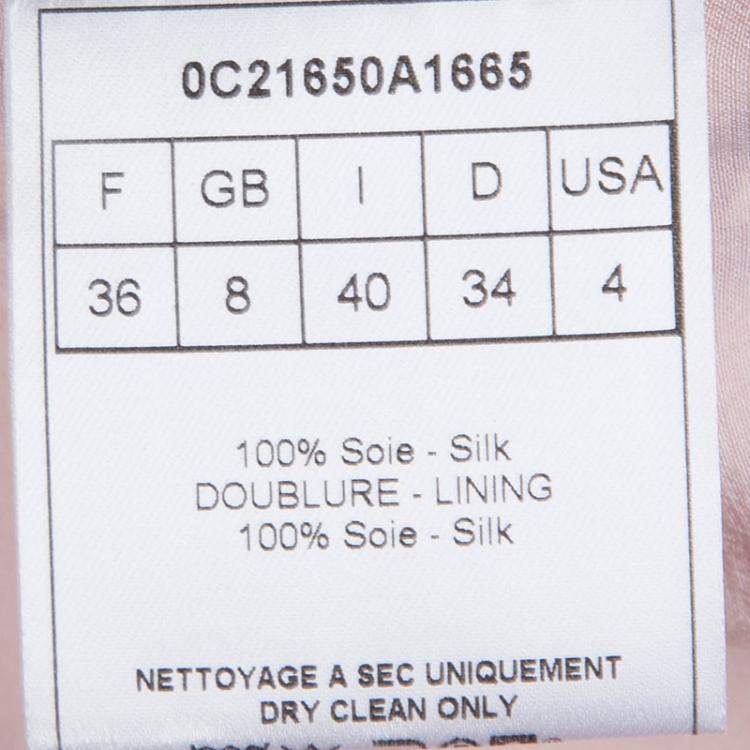 0C21650A1665
F GB I D USA
36 8 40 34 4
100% Soie - Silk
DOUBLURE - LINING
100% Soie - Silk
NETTOYAGE A SEC UNIQUEMENT
DRY CLEAN ONLY